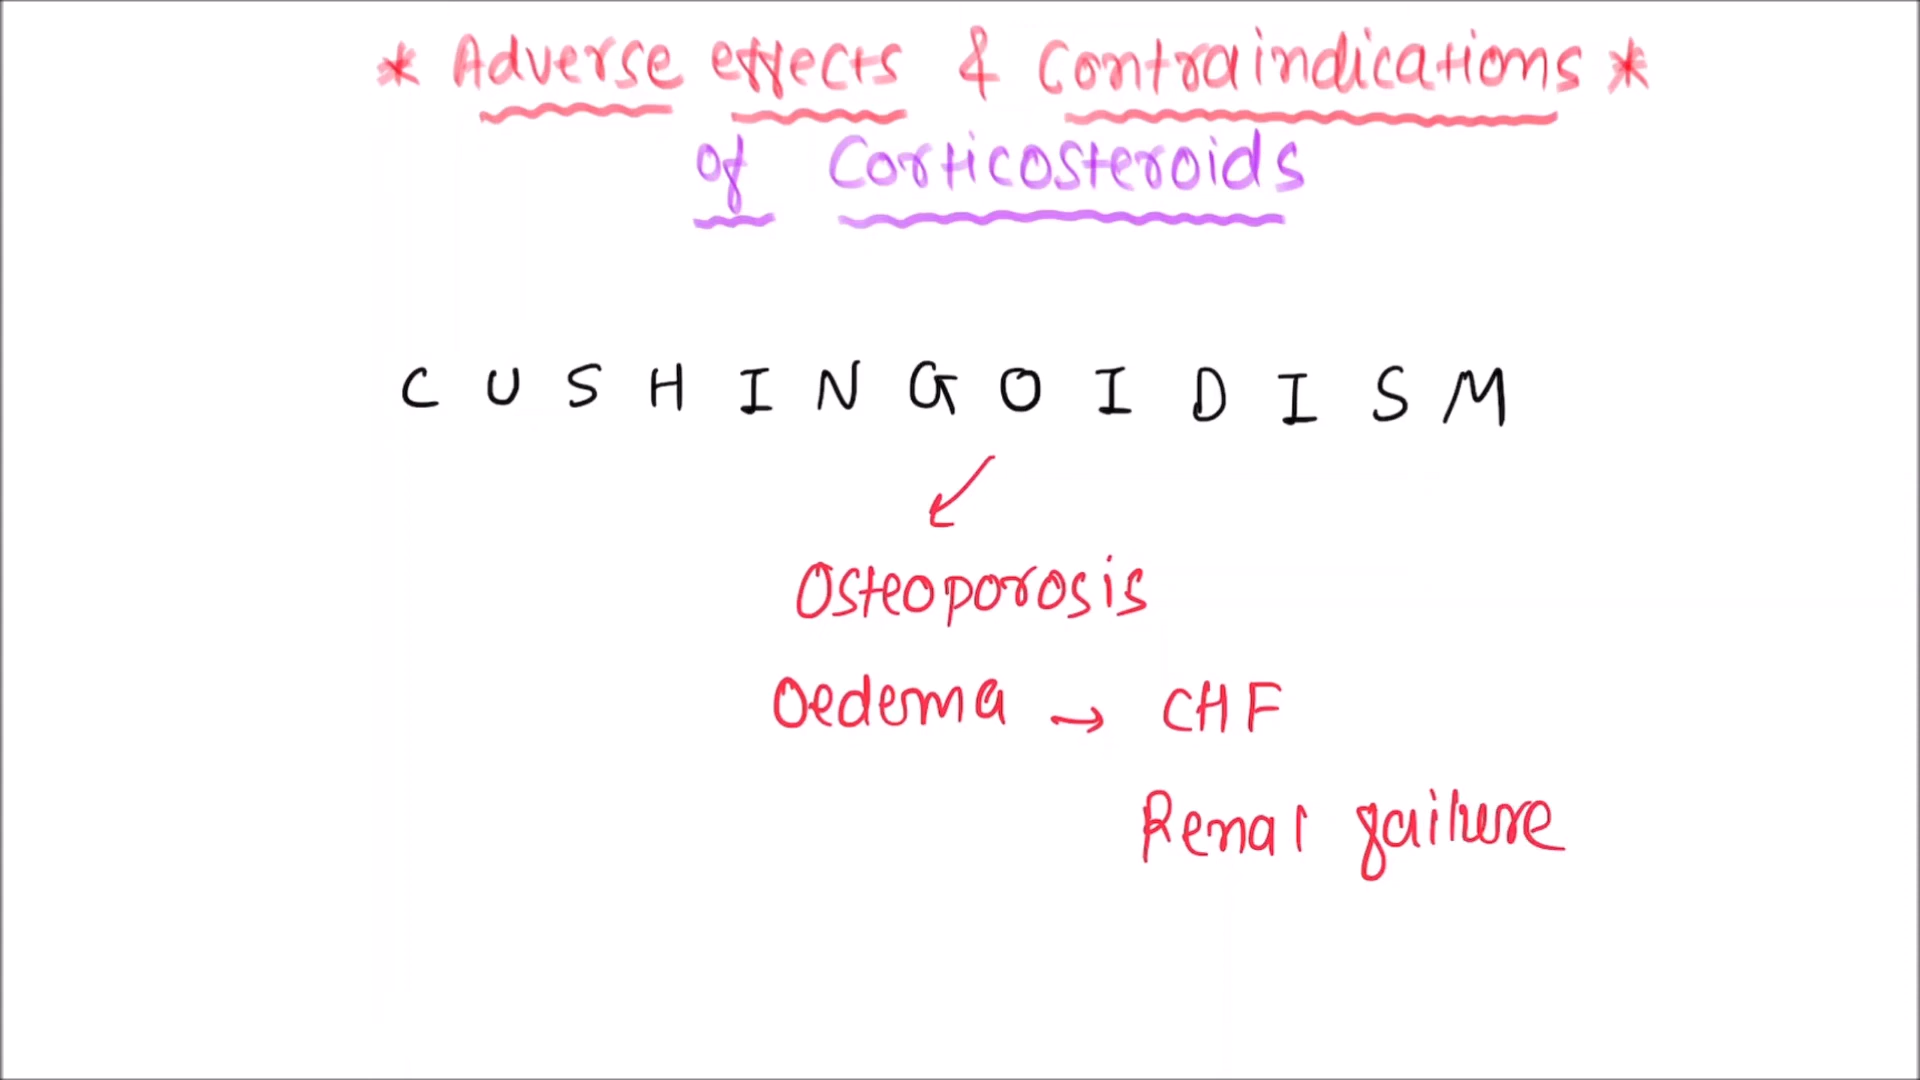 * Adverse effects & Contraindications *
of Corticosteroids
C U S H I N G O I D I S M
Osteoporosis
Oedema → CHF
Renal failure